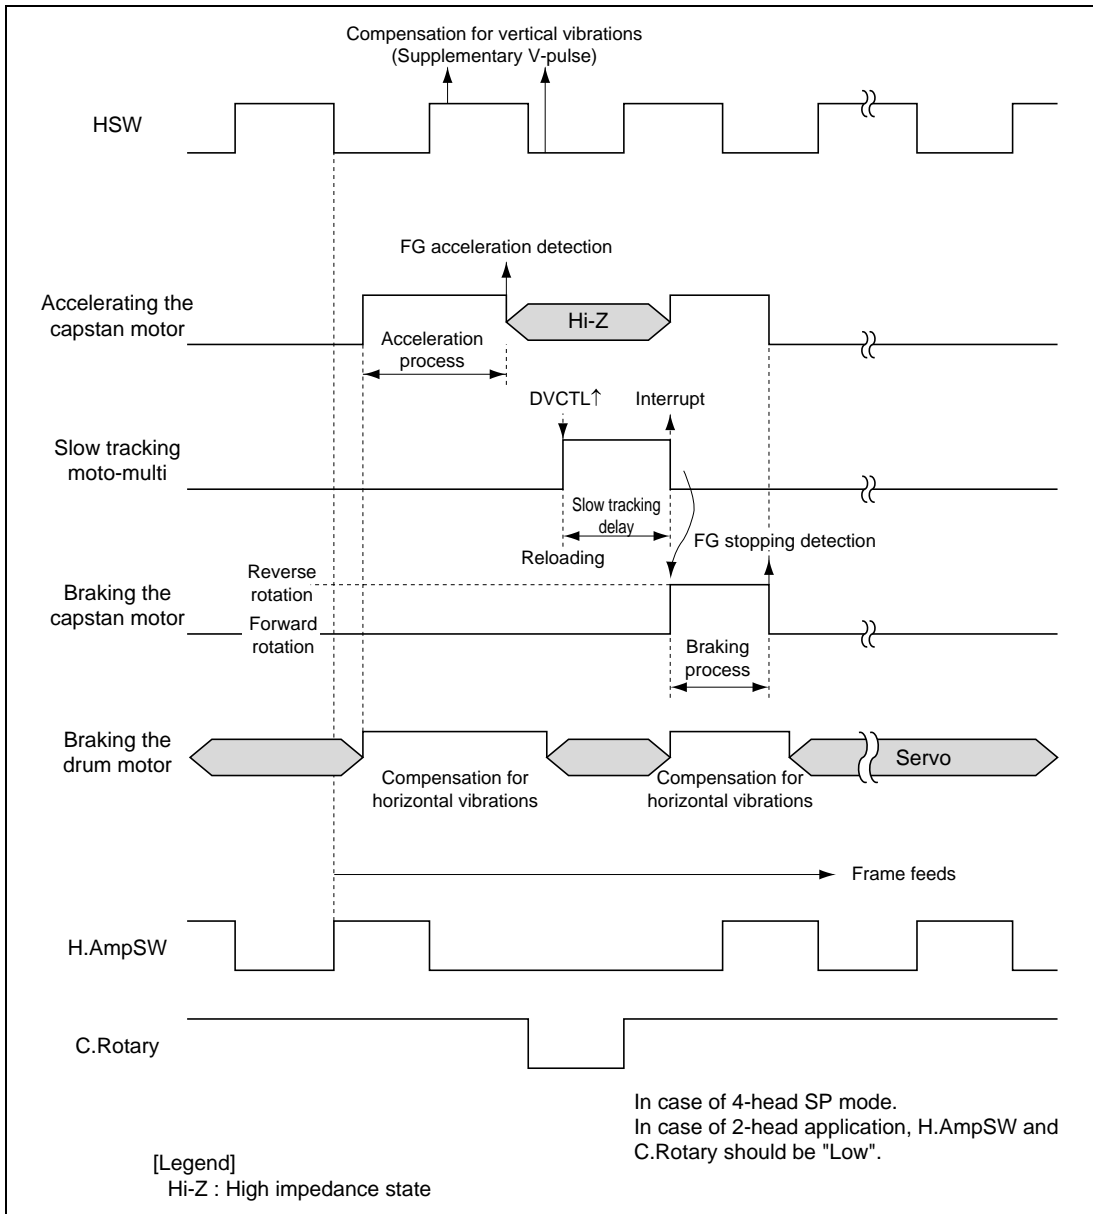 Compensation for vertical vibrations
(Supplementary V-pulse)
HSW
FG acceleration detection
Accelerating the
capstan motor
Hi-Z
Acceleration
process
DVCTL↑
Interrupt
Slow tracking
moto-multi
Slow tracking
delay
Reloading
FG stopping detection
Braking the
capstan motor
Reverse
rotation
Forward
rotation
Braking
process
Braking the
drum motor
Servo
Compensation for
horizontal vibrations
Compensation for
horizontal vibrations
Frame feeds
H.AmpSW
C.Rotary
In case of 4-head SP mode.
In case of 2-head application, H.AmpSW and
C.Rotary should be "Low".
[Legend]
Hi-Z : High impedance state